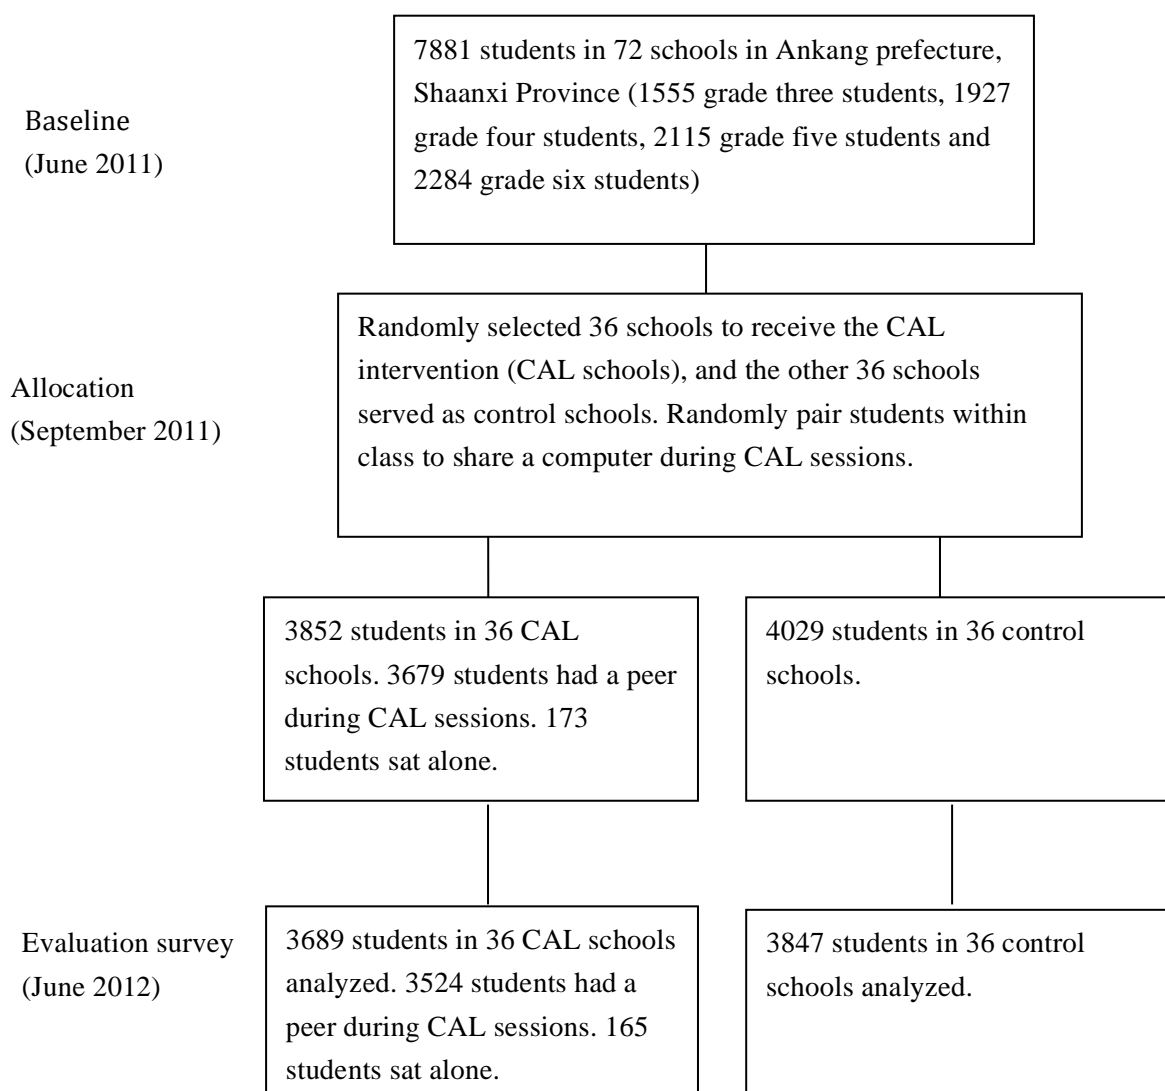 Baseline
(June 2011)
7881 students in 72 schools in Ankang prefecture,
Shaanxi Province (1555 grade three students, 1927
grade four students, 2115 grade five students and
2284 grade six students)
Allocation
(September 2011)
Randomly selected 36 schools to receive the CAL
intervention (CAL schools), and the other 36 schools
served as control schools. Randomly pair students within
class to share a computer during CAL sessions.
3852 students in 36 CAL
schools. 3679 students had a peer
during CAL sessions. 173
students sat alone.
4029 students in 36 control
schools.
Evaluation survey
(June 2012)
3689 students in 36 CAL schools
analyzed. 3524 students had a
peer during CAL sessions. 165
students sat alone.
3847 students in 36 control
schools analyzed.